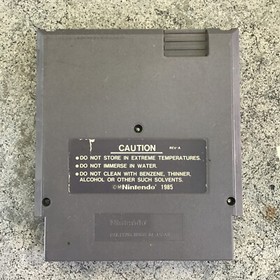 CAUTION
REV-A
• DO NOT STORE IN EXTREME TEMPERATURES.
• DO NOT IMMERSE IN WATER.
• DO NOT CLEAN WITH BENZENE, THINNER,
ALCOHOL OR OTHER SUCH SOLVENTS.
©™Nintendo 1985
Nintendo